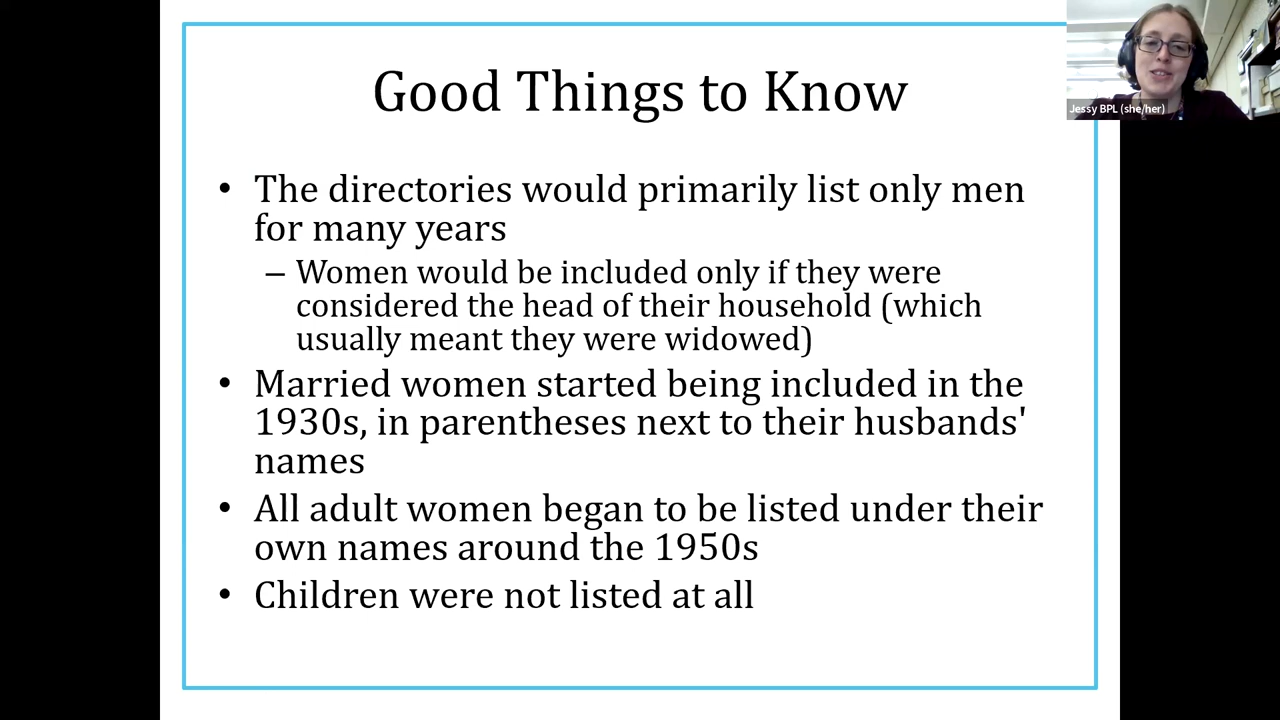 Good Things to Know
• The directories would primarily list only men
for many years
– Women would be included only if they were
considered the head of their household (which
usually meant they were widowed)
• Married women started being included in the
1930s, in parentheses next to their husbands'
names
• All adult women began to be listed under their
own names around the 1950s
• Children were not listed at all
Jessy BPL (she/her)